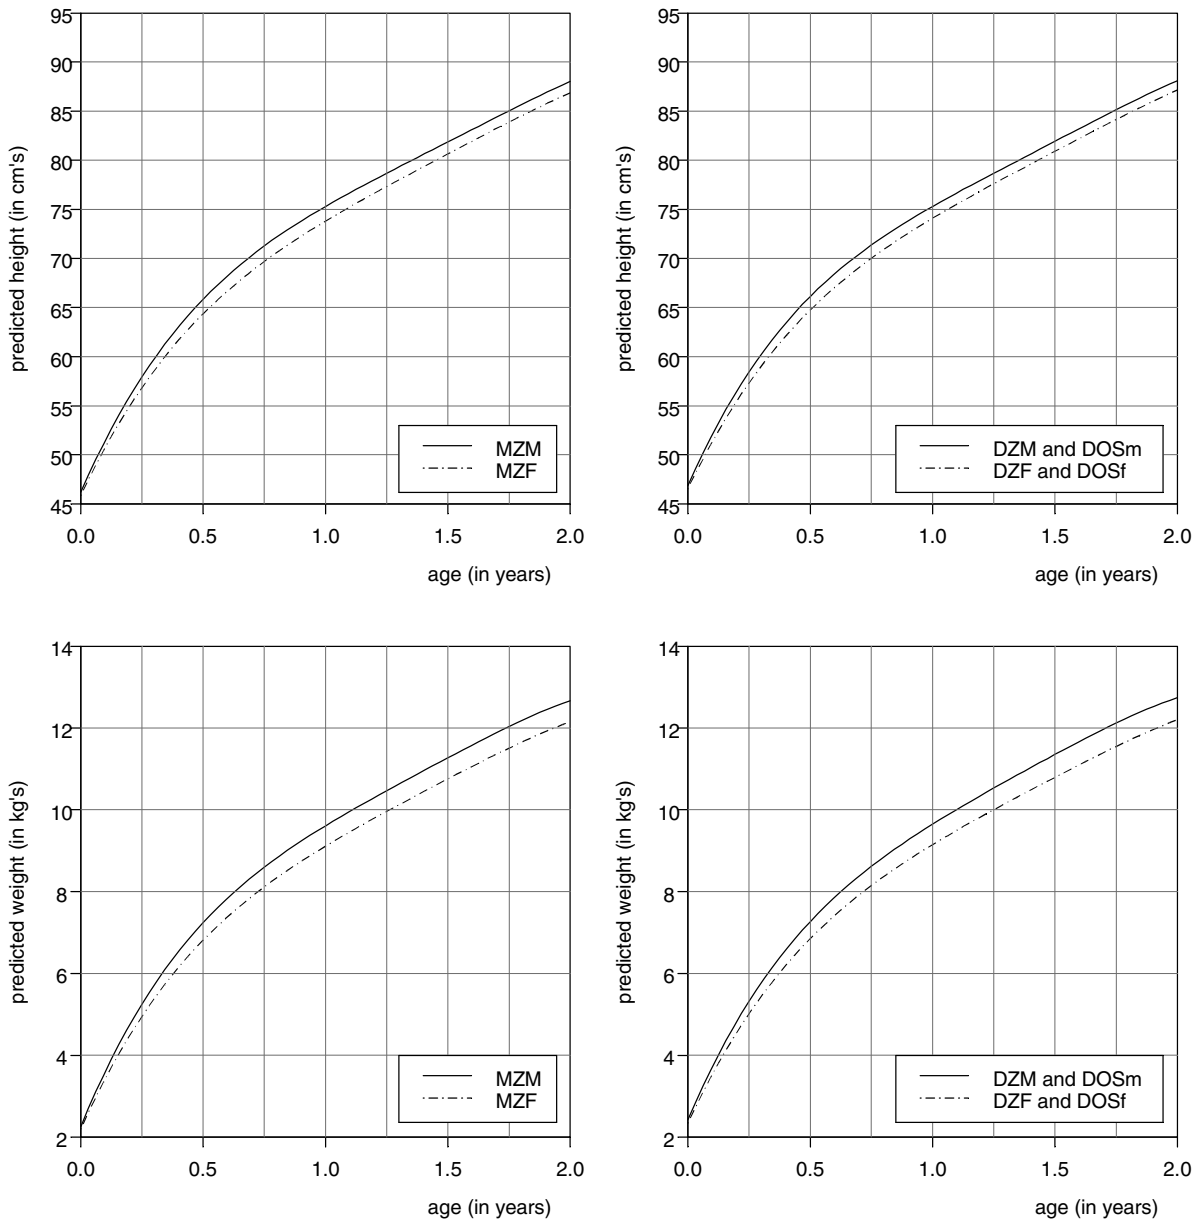 95
90
85
80
75
70
65
60
55
50
45
predicted height (in cm's)
MZM
MZF
0.0 0.5 1.0 1.5 2.0
age (in years)
95
90
85
80
75
70
65
60
55
50
45
predicted height (in cm's)
DZM and DOSm
DZF and DOSf
0.0 0.5 1.0 1.5 2.0
age (in years)
14
12
10
8
6
4
2
predicted weight (in kg's)
MZM
MZF
0.0 0.5 1.0 1.5 2.0
age (in years)
14
12
10
8
6
4
2
predicted weight (in kg's)
DZM and DOSm
DZF and DOSf
0.0 0.5 1.0 1.5 2.0
age (in years)